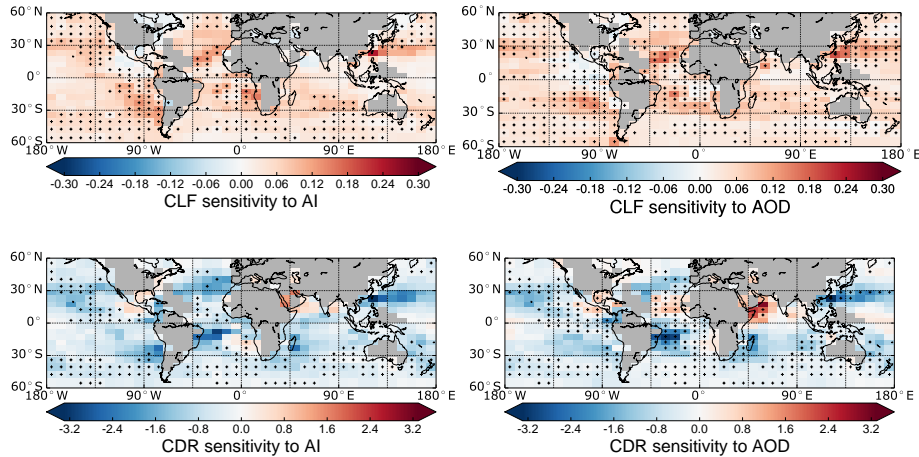 60°N
30°N
0°
30°S
60°S
180°W 90°W 0° 90°E 180°E
-0.30 -0.24 -0.18 -0.12 -0.06 0.00 0.06 0.12 0.18 0.24 0.30
CLF sensitivity to AI
60°N
30°N
0°
30°S
60°S
180°W 90°W 0° 90°E 180°E
-0.30 -0.24 -0.18 -0.12 -0.06 0.00 0.06 0.12 0.18 0.24 0.30
CLF sensitivity to AOD
60°N
30°N
0°
30°S
60°S
180°W 90°W 0° 90°E 180°E
-3.2 -2.4 -1.6 -0.8 0.0 0.8 1.6 2.4 3.2
CDR sensitivity to AI
60°N
30°N
0°
30°S
60°S
180°W 90°W 0° 90°E 180°E
-3.2 -2.4 -1.6 -0.8 0.0 0.8 1.6 2.4 3.2
CDR sensitivity to AOD